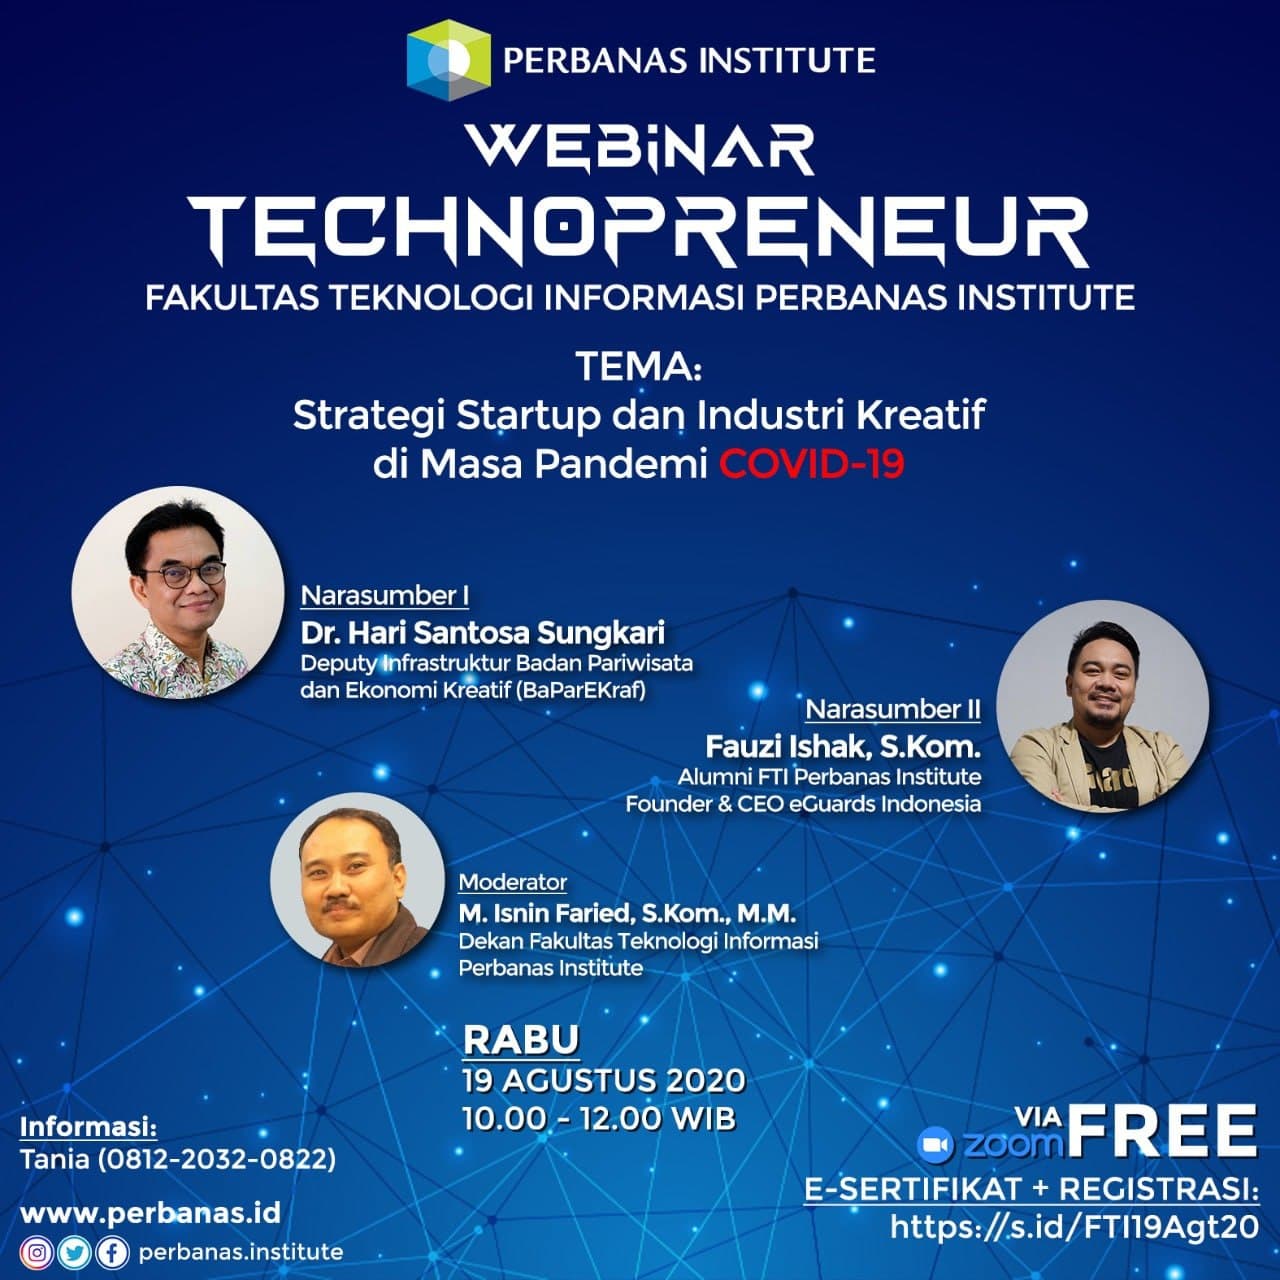 PERBANAS INSTITUTE
WEBiNAR
TECHNOPRENEUR
FAKULTAS TEKNOLOGI INFORMASI PERBANAS INSTITUTE
TEMA:
Strategi Startup dan Industri Kreatif
di Masa Pandemi COVID-19
Narasumber I
Dr. Hari Santosa Sungkari
Deputy Infrastruktur Badan Pariwisata
dan Ekonomi Kreatif (BaParEKraf)
Narasumber II
Fauzi Ishak, S.Kom.
Alumni FTI Perbanas Institute
Founder & CEO eGuards Indonesia
Moderator
M. Isnin Faried, S.Kom., M.M.
Dekan Fakultas Teknologi Informasi
Perbanas Institute
RABU
19 AGUSTUS 2020
10.00 - 12.00 WIB
Informasi:
Tania (0812-2032-0822)
www.perbanas.id
perbanas.institute
VIA
zoom FREE
E-SERTIFIKAT + REGISTRASI:
https://s.id/FTI19Agt20